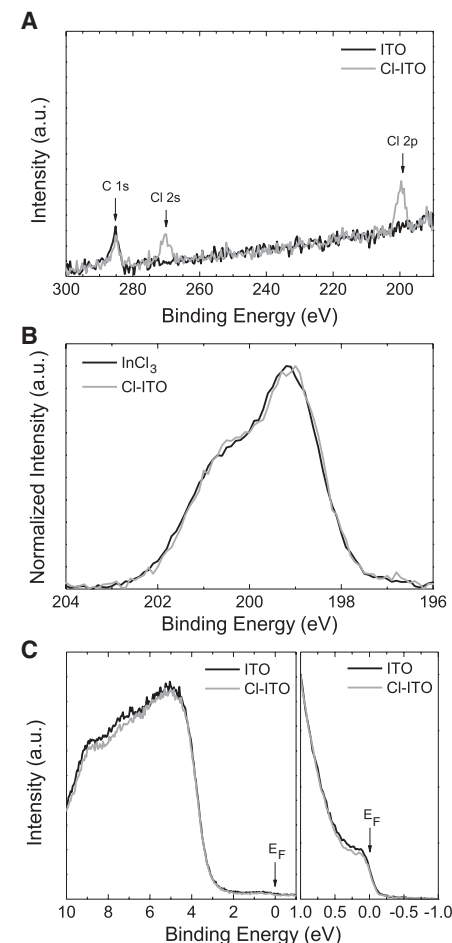 A
ITO
Cl-ITO
Cl 2p
C 1s
Cl 2s
Intensity (a.u.)
300 280 260 240 220 200
Binding Energy (eV)
B
InCl3
Cl-ITO
Normalized Intensity (a.u.)
204 202 200 198 196
Binding Energy (eV)
C
ITO
Cl-ITO
ITO
Cl-ITO
Intensity (a.u.)
EF
EF
10 8 6 4 2 0 1.0 0.5 0.0 -0.5 -1.0
Binding Energy (eV)